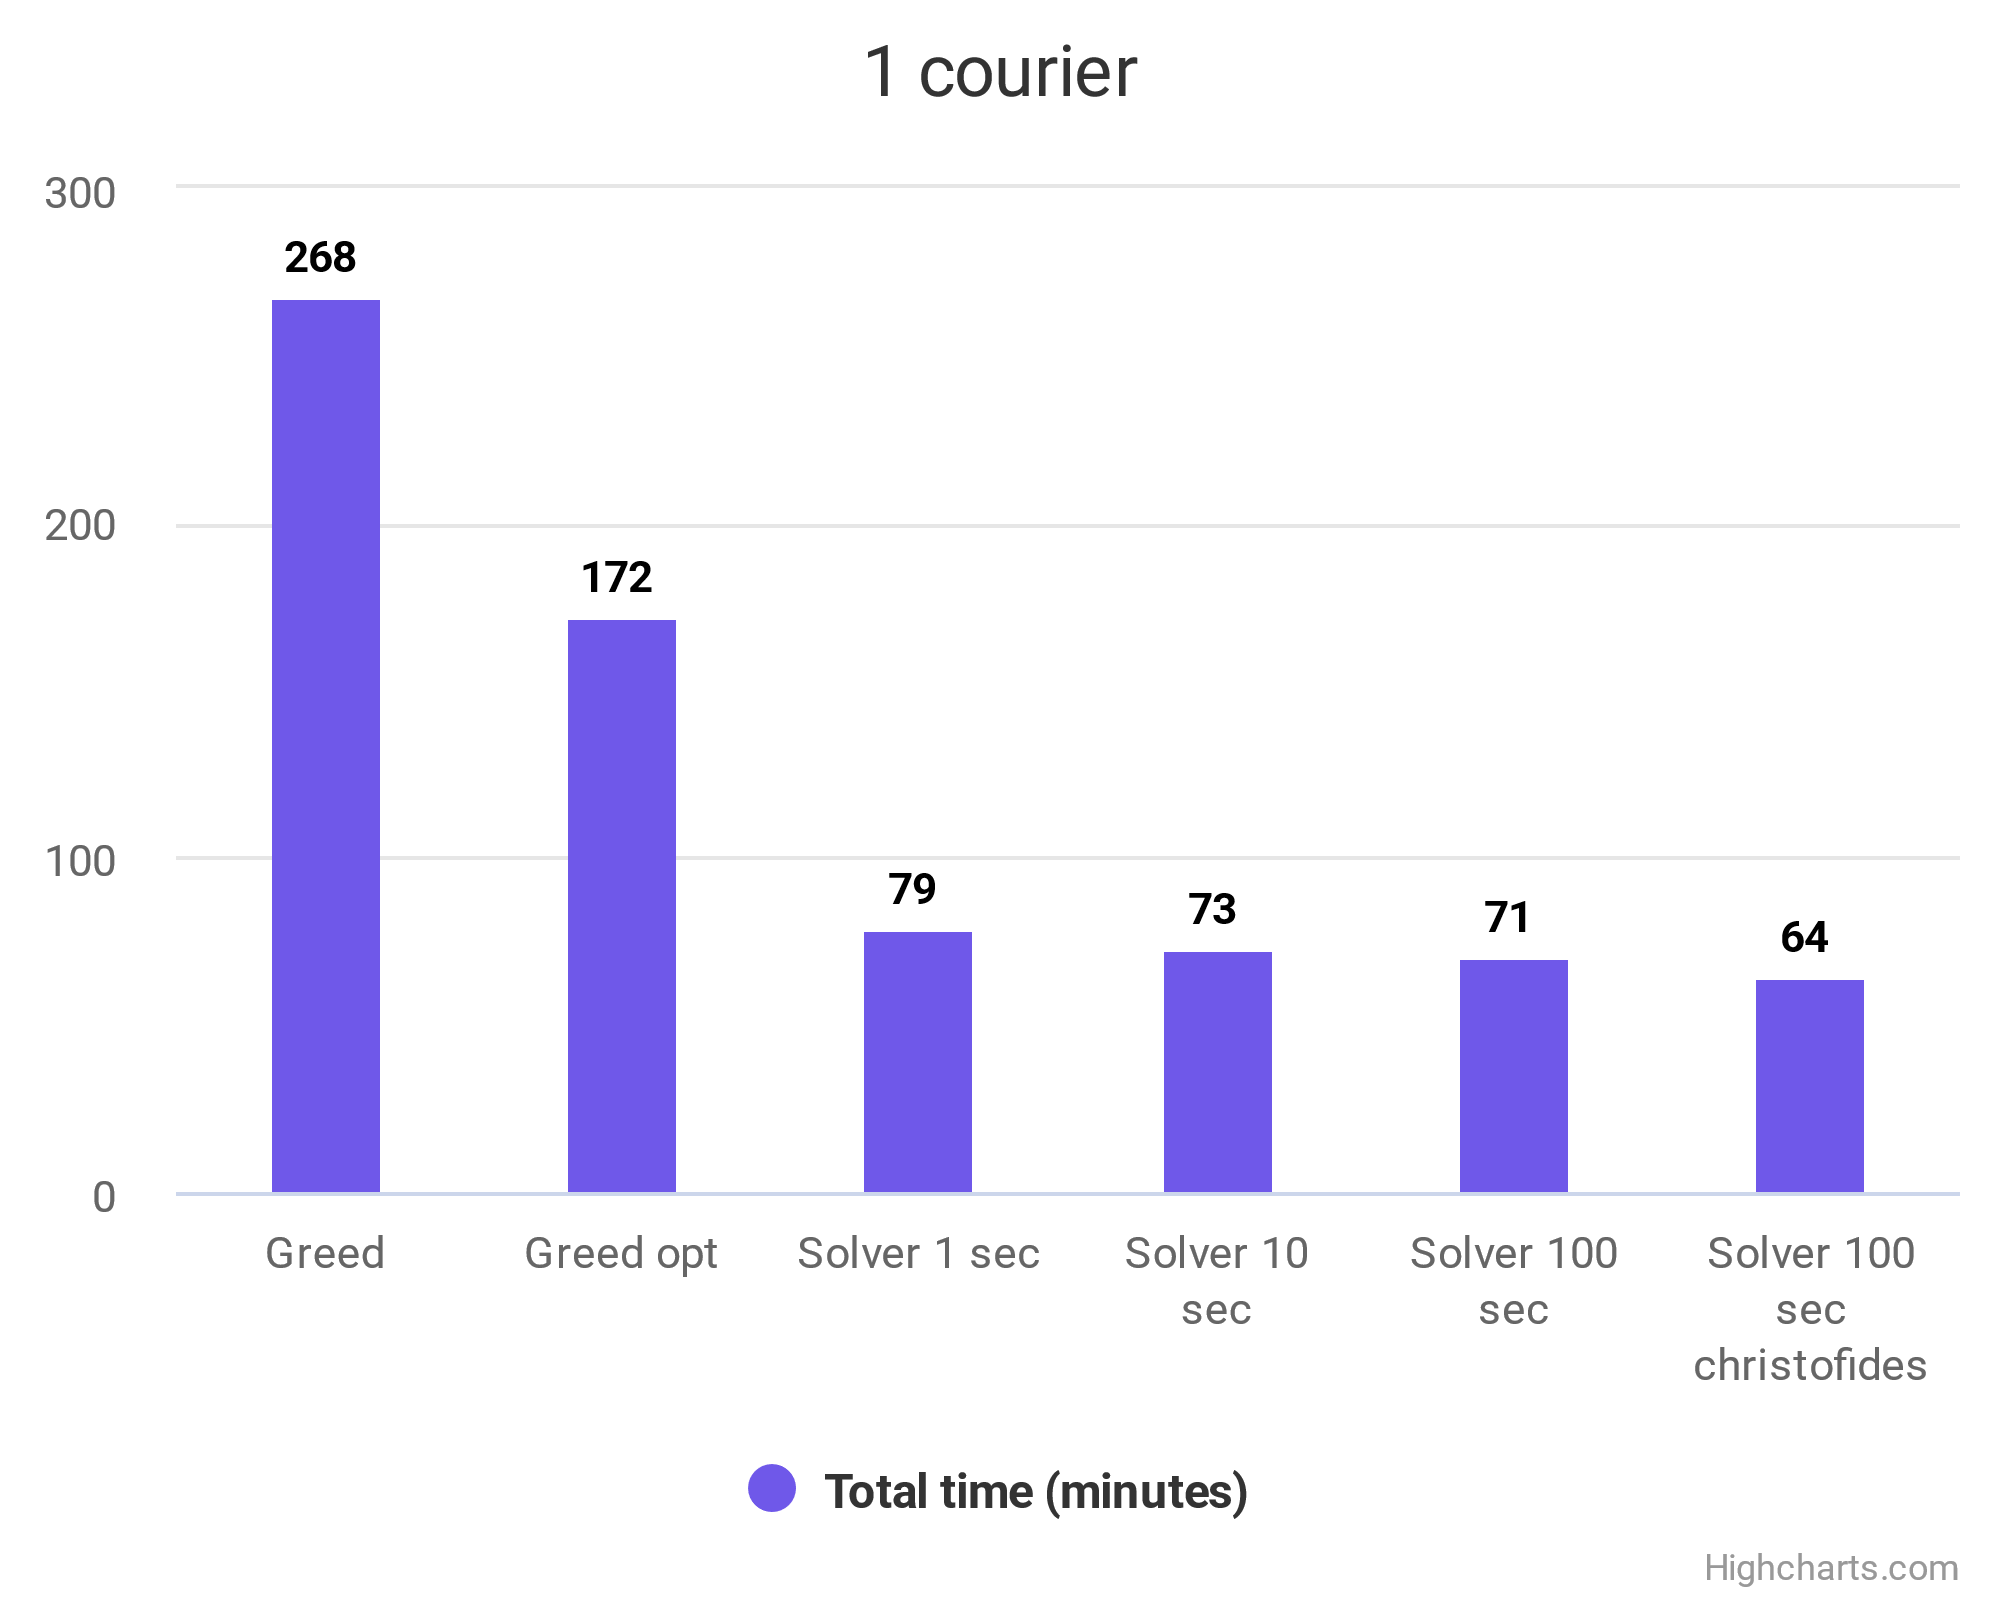 1 courier
300
200
100
0
268
172
79
73
71
64
Greed
Greed opt
Solver 1 sec
Solver 10
sec
Solver 100
sec
Solver 100
sec
christofides
Total time (minutes)
Highcharts.com